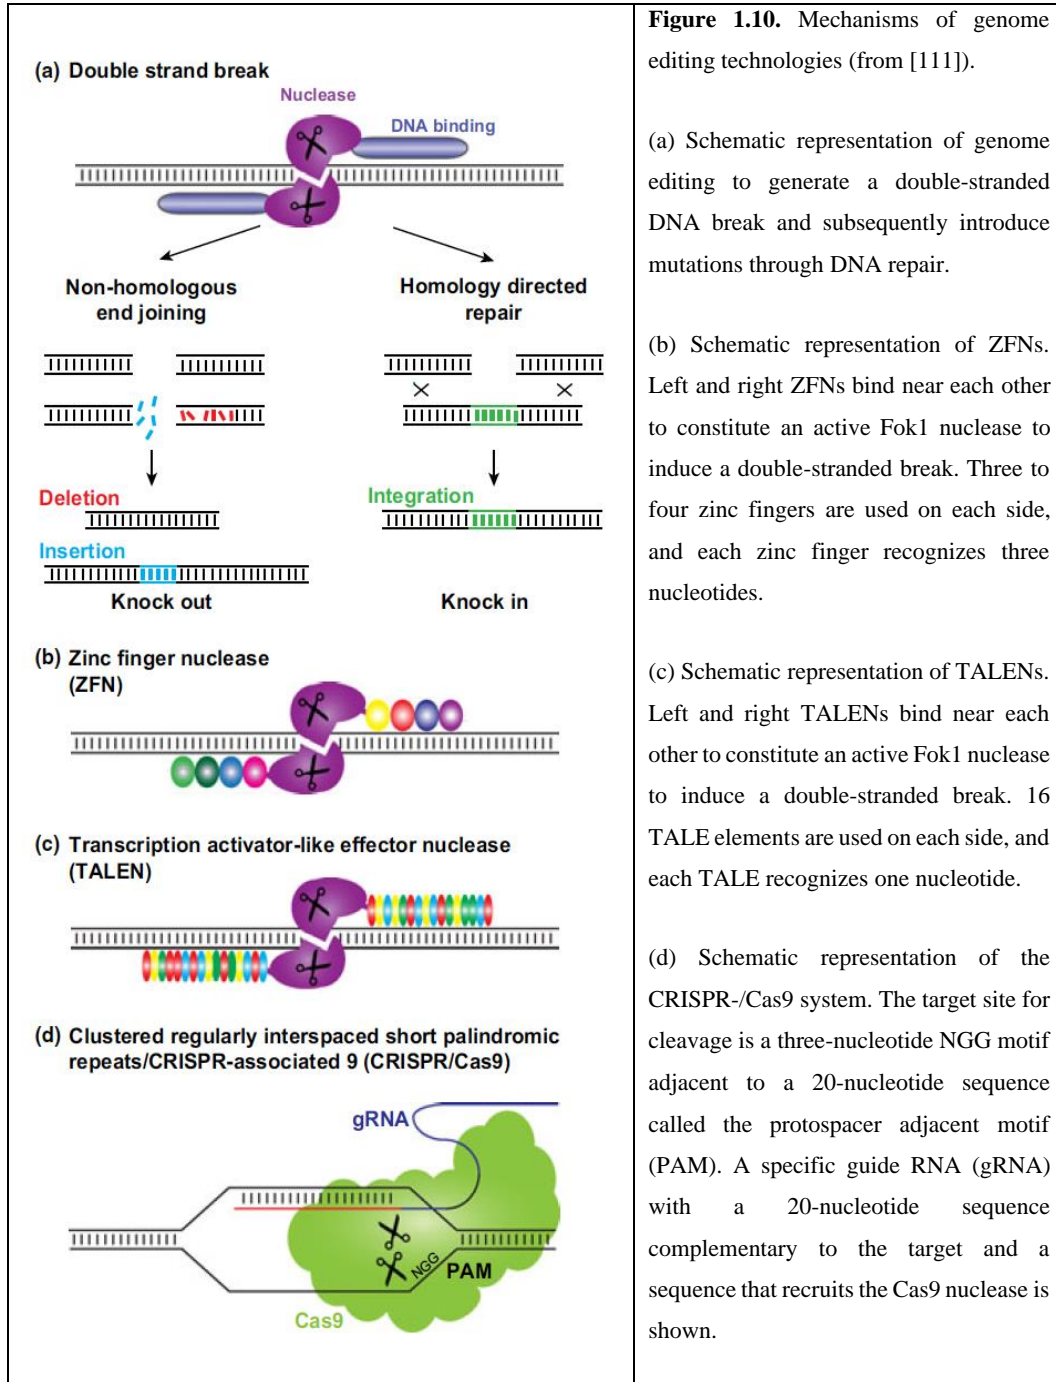 (a) Double strand break
Nuclease
DNA binding
Non-homologous
end joining
Homology directed
repair
Deletion
Insertion
Knock out
Integration
Knock in
(b) Zinc finger nuclease
(ZFN)
(c) Transcription activator-like effector nuclease
(TALEN)
(d) Clustered regularly interspaced short palindromic
repeats/CRISPR-associated 9 (CRISPR/Cas9)
gRNA
NGG
PAM
Cas9
Figure 1.10. Mechanisms of genome
editing technologies (from [111]).
(a) Schematic representation of genome
editing to generate a double-stranded
DNA break and subsequently introduce
mutations through DNA repair.
(b) Schematic representation of ZFNs.
Left and right ZFNs bind near each other
to constitute an active Fok1 nuclease to
induce a double-stranded break. Three to
four zinc fingers are used on each side,
and each zinc finger recognizes three
nucleotides.
(c) Schematic representation of TALENs.
Left and right TALENs bind near each
other to constitute an active Fok1 nuclease
to induce a double-stranded break. 16
TALE elements are used on each side, and
each TALE recognizes one nucleotide.
(d) Schematic representation of the
CRISPR-/Cas9 system. The target site for
cleavage is a three-nucleotide NGG motif
adjacent to a 20-nucleotide sequence
called the protospacer adjacent motif
(PAM). A specific guide RNA (gRNA)
with a 20-nucleotide sequence
complementary to the target and a
sequence that recruits the Cas9 nuclease is
shown.